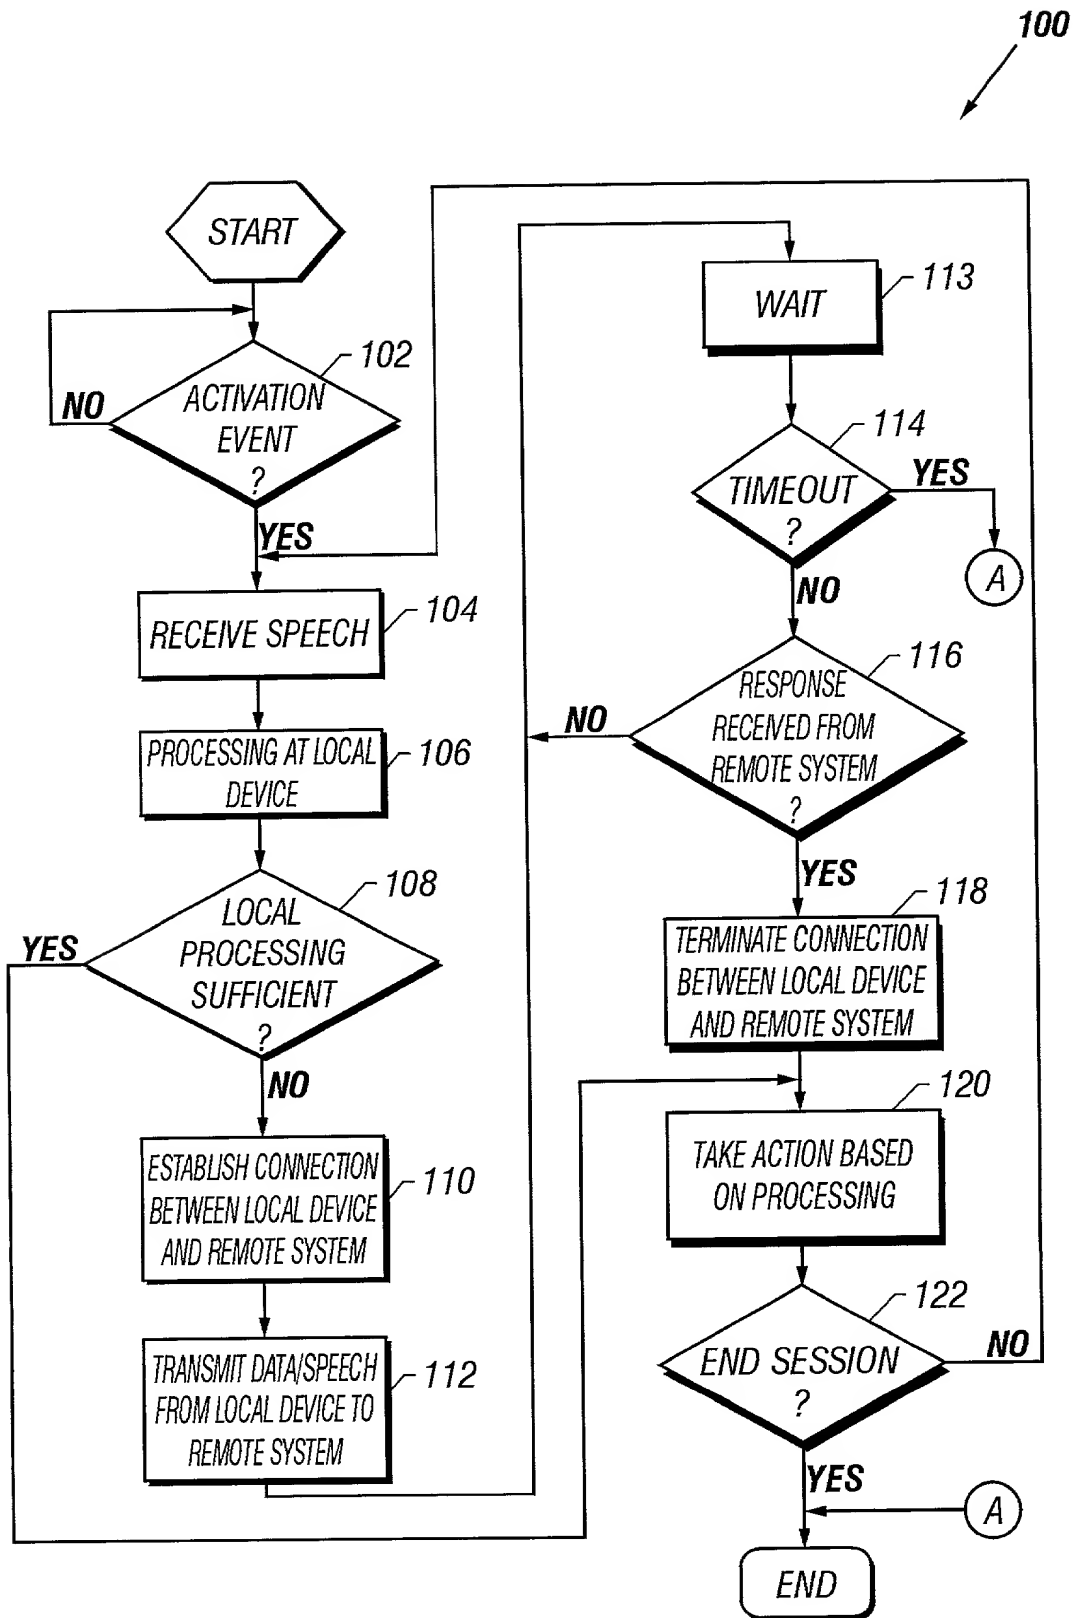 100
START
102
ACTIVATION
EVENT
?
NO
YES
104
RECEIVE SPEECH
106
PROCESSING AT LOCAL
DEVICE
108
LOCAL
PROCESSING
SUFFICIENT
?
YES
NO
110
ESTABLISH CONNECTION
BETWEEN LOCAL DEVICE
AND REMOTE SYSTEM
112
TRANSMIT DATA/SPEECH
FROM LOCAL DEVICE TO
REMOTE SYSTEM
113
WAIT
114
TIMEOUT
?
YES
A
NO
116
RESPONSE
RECEIVED FROM
REMOTE SYSTEM
?
NO
YES
118
TERMINATE CONNECTION
BETWEEN LOCAL DEVICE
AND REMOTE SYSTEM
120
TAKE ACTION BASED
ON PROCESSING
122
END SESSION
?
NO
YES
A
END